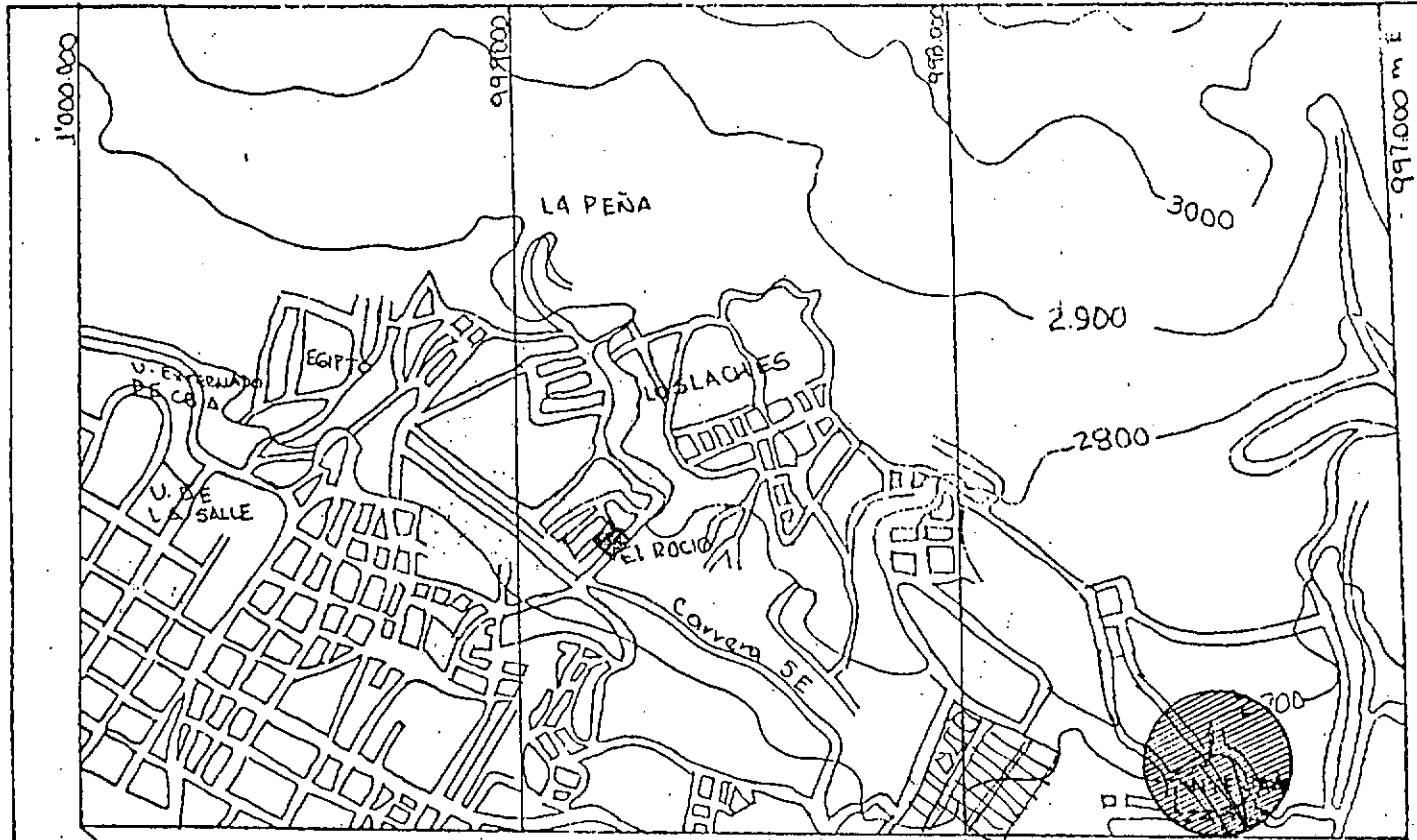 1'000.000
999.000
998.000
997.000 m E
LA PEÑA
3000
2.900
EGIPTO
U. EXTERNADO
DE COL A
LOS LACHES
2800
U. DE
LA SALLE
EL ROCIO
Carrera 5E